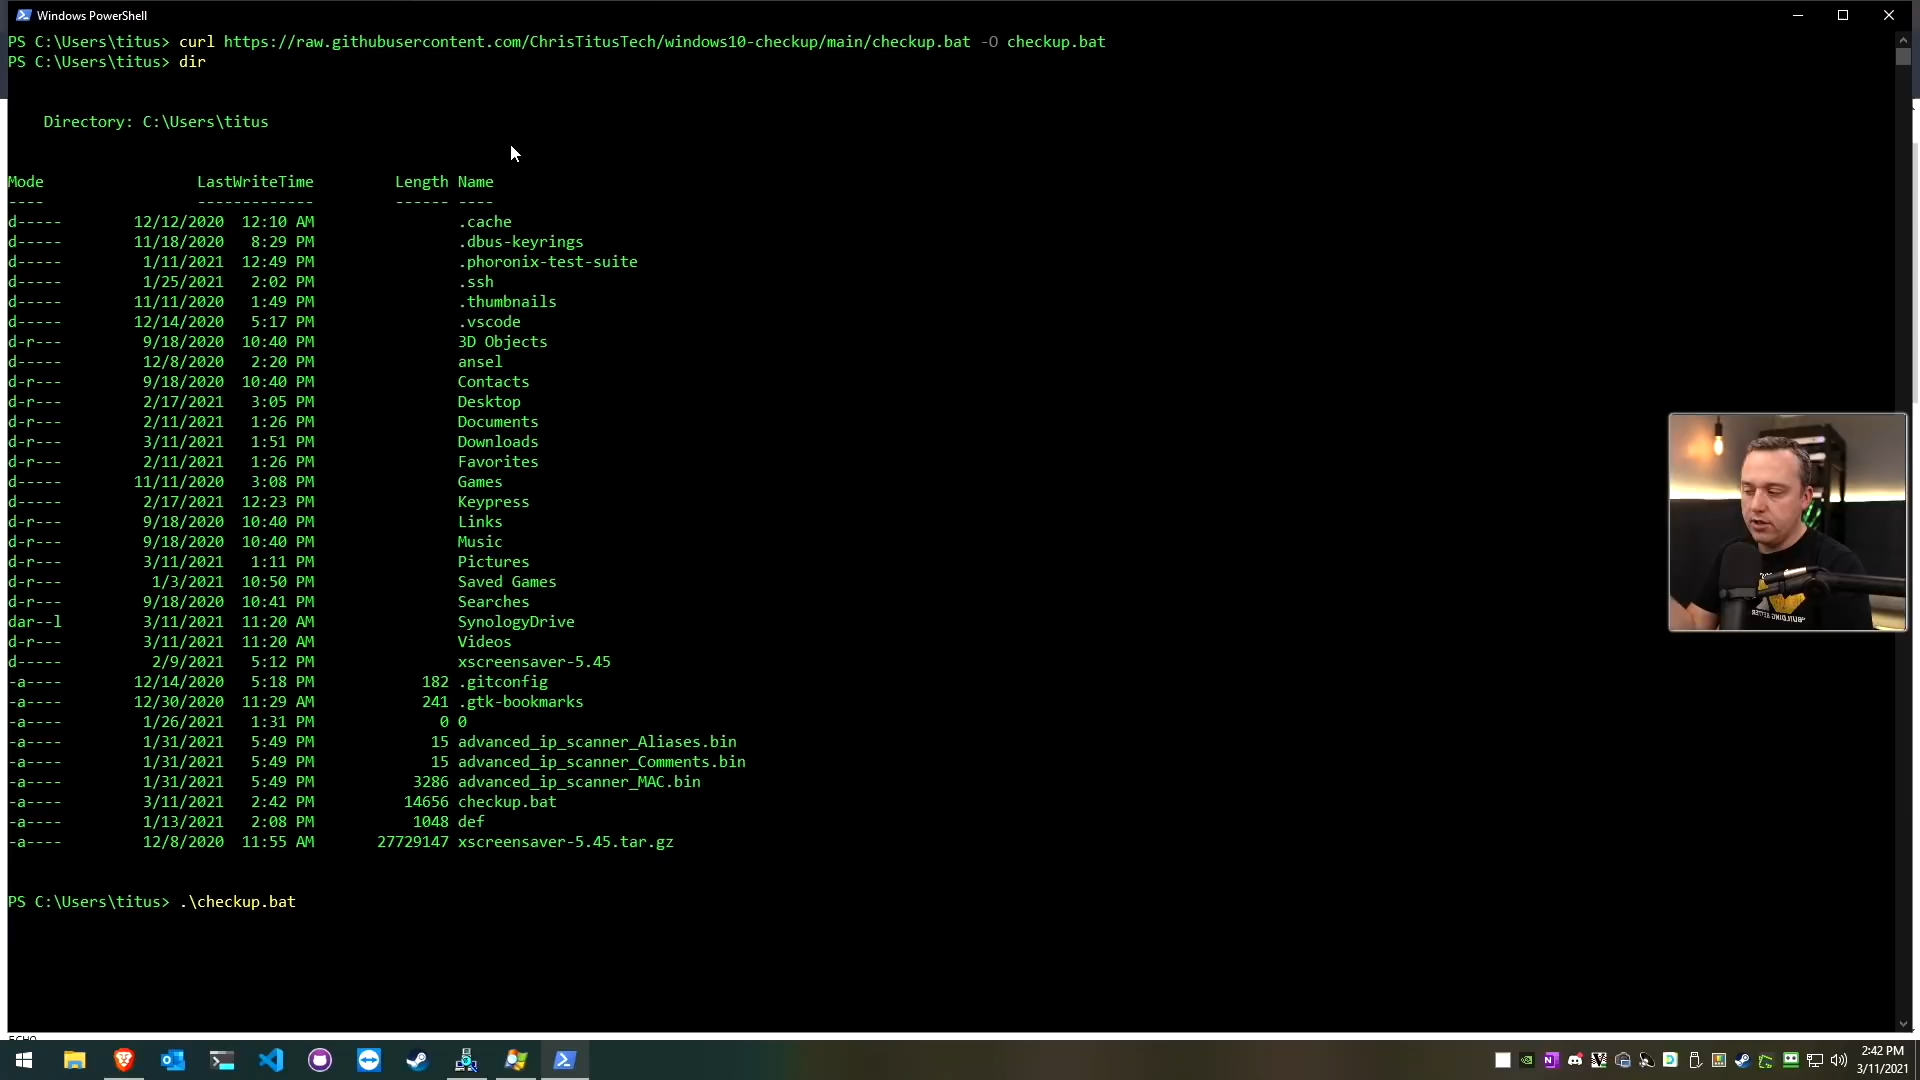 Windows PowerShell
PS C:\Users\titus> curl https://raw.githubusercontent.com/ChrisTitusTech/windows10-checkup/main/checkup.bat -O checkup.bat
PS C:\Users\titus> dir
Directory: C:\Users\titus
Mode LastWriteTime Length Name
---- ------------- ------ ----
d----- 12/12/2020 12:10 AM .cache
d----- 11/18/2020 8:29 PM .dbus-keyrings
d----- 1/11/2021 12:49 PM .phoronix-test-suite
d----- 1/25/2021 2:02 PM .ssh
d----- 11/11/2020 1:49 PM .thumbnails
d----- 12/14/2020 5:17 PM .vscode
d-r--- 9/18/2020 10:40 PM 3D Objects
d----- 12/8/2020 2:20 PM ansel
d-r--- 9/18/2020 10:40 PM Contacts
d-r--- 2/17/2021 3:05 PM Desktop
d-r--- 2/11/2021 1:26 PM Documents
d-r--- 3/11/2021 1:51 PM Downloads
d-r--- 2/11/2021 1:26 PM Favorites
d----- 11/11/2020 3:08 PM Games
d----- 2/17/2021 12:23 PM Keypress
d-r--- 9/18/2020 10:40 PM Links
d-r--- 9/18/2020 10:40 PM Music
d-r--- 3/11/2021 1:11 PM Pictures
d-r--- 1/3/2021 10:50 PM Saved Games
d-r--- 9/18/2020 10:41 PM Searches
dar--l 3/11/2021 11:20 AM SynologyDrive
d-r--- 3/11/2021 11:20 AM Videos
d----- 2/9/2021 5:12 PM xscreensaver-5.45
-a---- 12/14/2020 5:18 PM 182 .gitconfig
-a---- 12/30/2020 11:29 AM 241 .gtk-bookmarks
-a---- 1/26/2021 1:31 PM 0 0
-a---- 1/31/2021 5:49 PM 15 advanced_ip_scanner_Aliases.bin
-a---- 1/31/2021 5:49 PM 15 advanced_ip_scanner_Comments.bin
-a---- 1/31/2021 5:49 PM 3286 advanced_ip_scanner_MAC.bin
-a---- 3/11/2021 2:42 PM 14656 checkup.bat
-a---- 1/13/2021 2:08 PM 1048 def
-a---- 12/8/2020 11:55 AM 27729147 xscreensaver-5.45.tar.gz
PS C:\Users\titus> .\checkup.bat
2:42 PM
3/11/2021